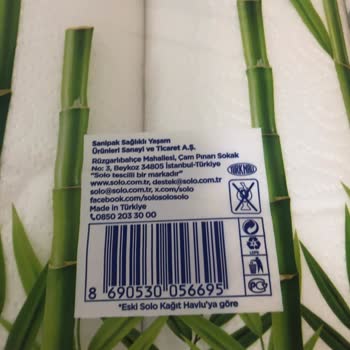 Sanipak Sağlıklı Yaşam
Ürünleri Sanayi ve Ticaret A.Ş.
Rüzgarlıbahçe Mahallesi, Çam Pınarı Sokak
No: 3, Beykoz 34805 İstanbul-Türkiye
"Solo tescilli bir markadır"
www.solo.com.tr, destek@solo.com.tr
solo@solo.com.tr, x.com/solo
facebook.com/solosolosolo
Made in Türkiye
0850 203 30 00
TÜRK MALI
8 690530 056695
*Eski Solo Kağıt Havlu'ya göre